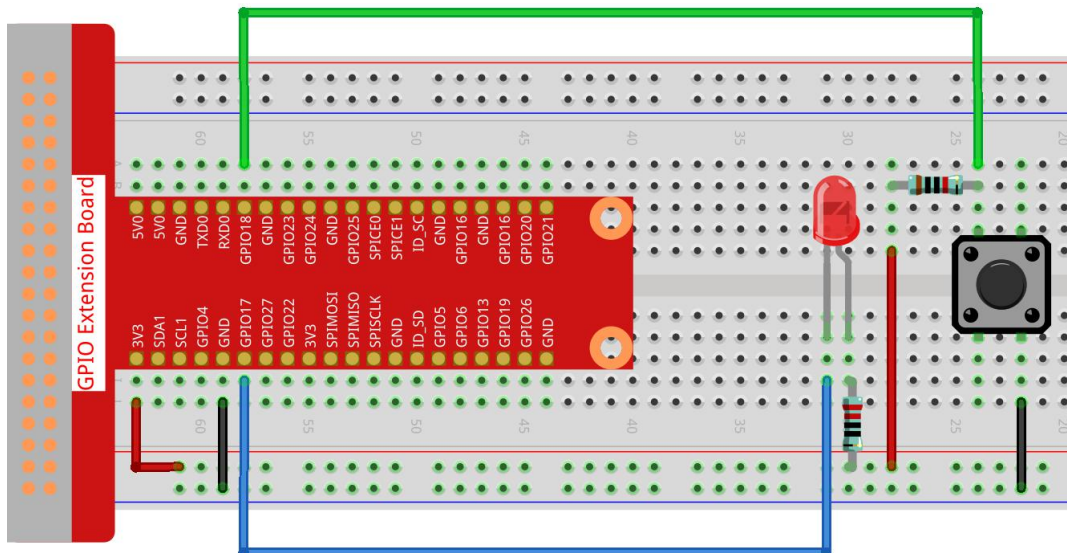 GPIO Extension Board
60
55
50
45
40
35
30
25
20
A
B
5V0
5V0
GND
TXD0
RXD0
GPIO18
GND
GPIO23
GPIO24
GND
GPIO25
SPICE0
SPICE1
ID_SC
GND
GPIO16
GND
GPIO16
GPIO20
GPIO21
3V3
SDA1
SCL1
GPIO4
GND
GPIO17
GPIO27
GPIO22
3V3
SPIMOSI
SPIMISO
SPISCLK
GND
ID_SD
GPIO5
GPIO6
GPIO13
GPIO19
GPIO26
GND
60
55
50
45
40
35
25
20